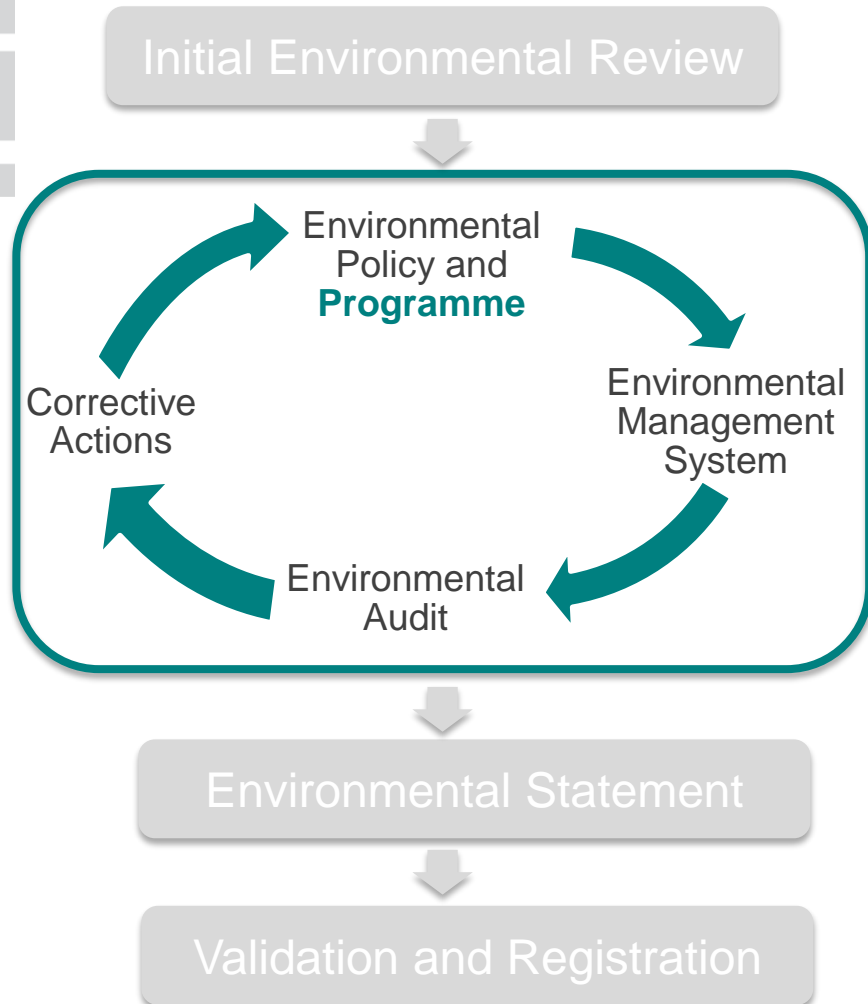 Initial Environmental Review
Environmental
Policy and
Programme
Environmental
Management
System
Environmental
Audit
Corrective
Actions
Environmental Statement
Validation and Registration